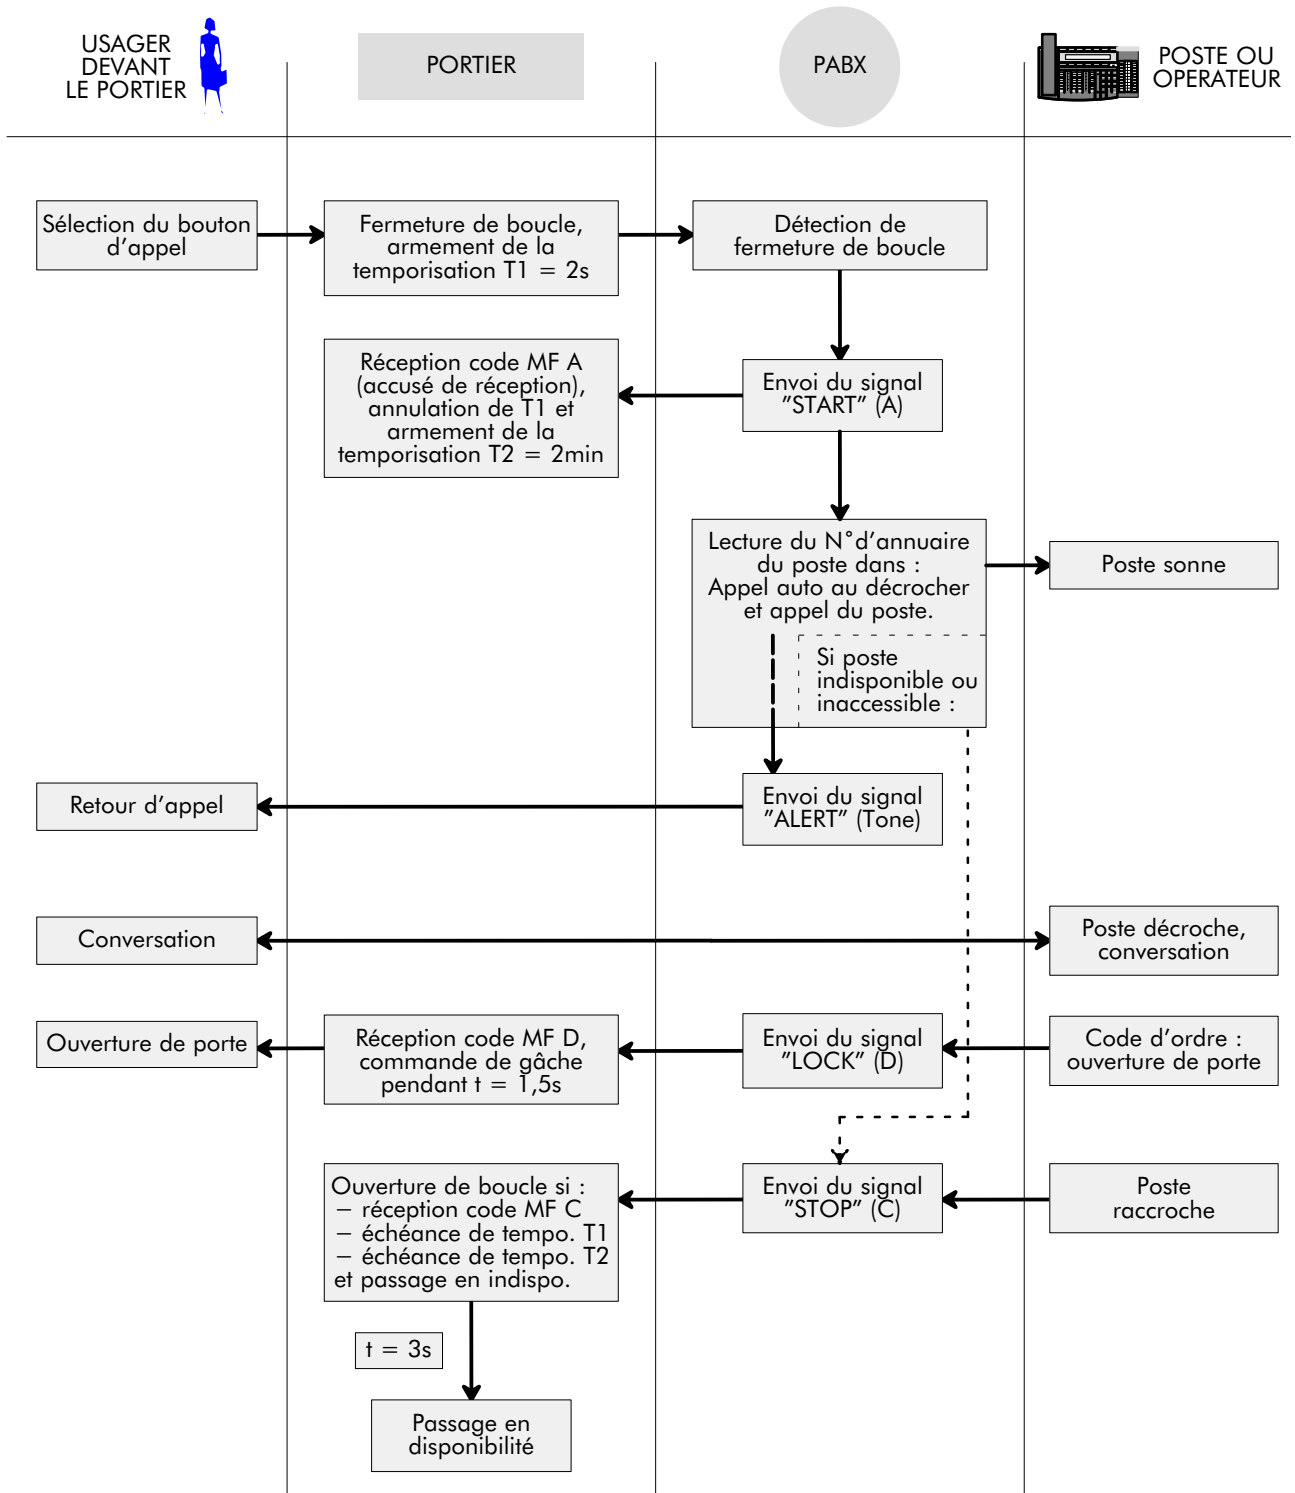 USAGER
DEVANT
LE PORTIER
PORTIER
PABX
POSTE OU
OPERATEUR
Sélection du bouton
d’appel
Fermeture de boucle,
armement de la
temporisation T1 = 2s
Détection de
fermeture de boucle
Réception code MF A
(accusé de réception),
annulation de T1 et
armement de la
temporisation T2 = 2min
Envoi du signal
”START” (A)
Lecture du N°d’annuaire
du poste dans :
Appel auto au décrocher
et appel du poste.
Si poste
indisponible ou
inaccessible :
Poste sonne
Retour d’appel
Envoi du signal
”ALERT” (Tone)
Conversation
Poste décroche,
conversation
Ouverture de porte
Réception code MF D,
commande de gâche
pendant t = 1,5s
Envoi du signal
”LOCK” (D)
Code d’ordre :
ouverture de porte
Ouverture de boucle si :
– réception code MF C
– échéance de tempo. T1
– échéance de tempo. T2
et passage en indispo.
Envoi du signal
”STOP” (C)
Poste
raccroche
t = 3s
Passage en
disponibilité